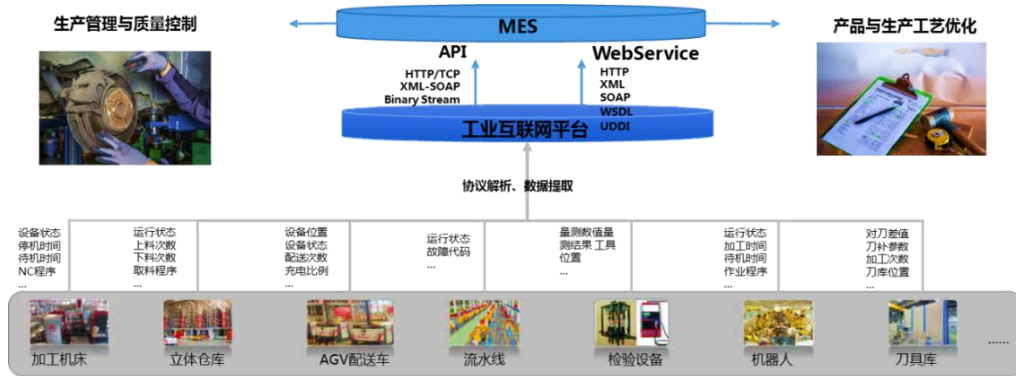 生产管理与质量控制
MES
产品与生产工艺优化
API
HTTP/TCP
XML-SOAP
Binary Stream
WebService
HTTP
XML
SOAP
WSDL
UDDI
工业互联网平台
协议解析、数据提取
设备状态
停机时间
待机时间
NC程序
...
运行状态
上料次数
下料次数
取料程序
...
设备位置
设备状态
配送次数
充电比例
...
运行状态
故障代码
...
量测数值量
测结果 工具
位置
...
运行状态
加工时间
待机时间
作业程序
...
对刀差值
刀补参数
加工次数
刀库位置
...
加工机床
立体仓库
AGV配送车
流水线
检验设备
机器人
刀具库
......